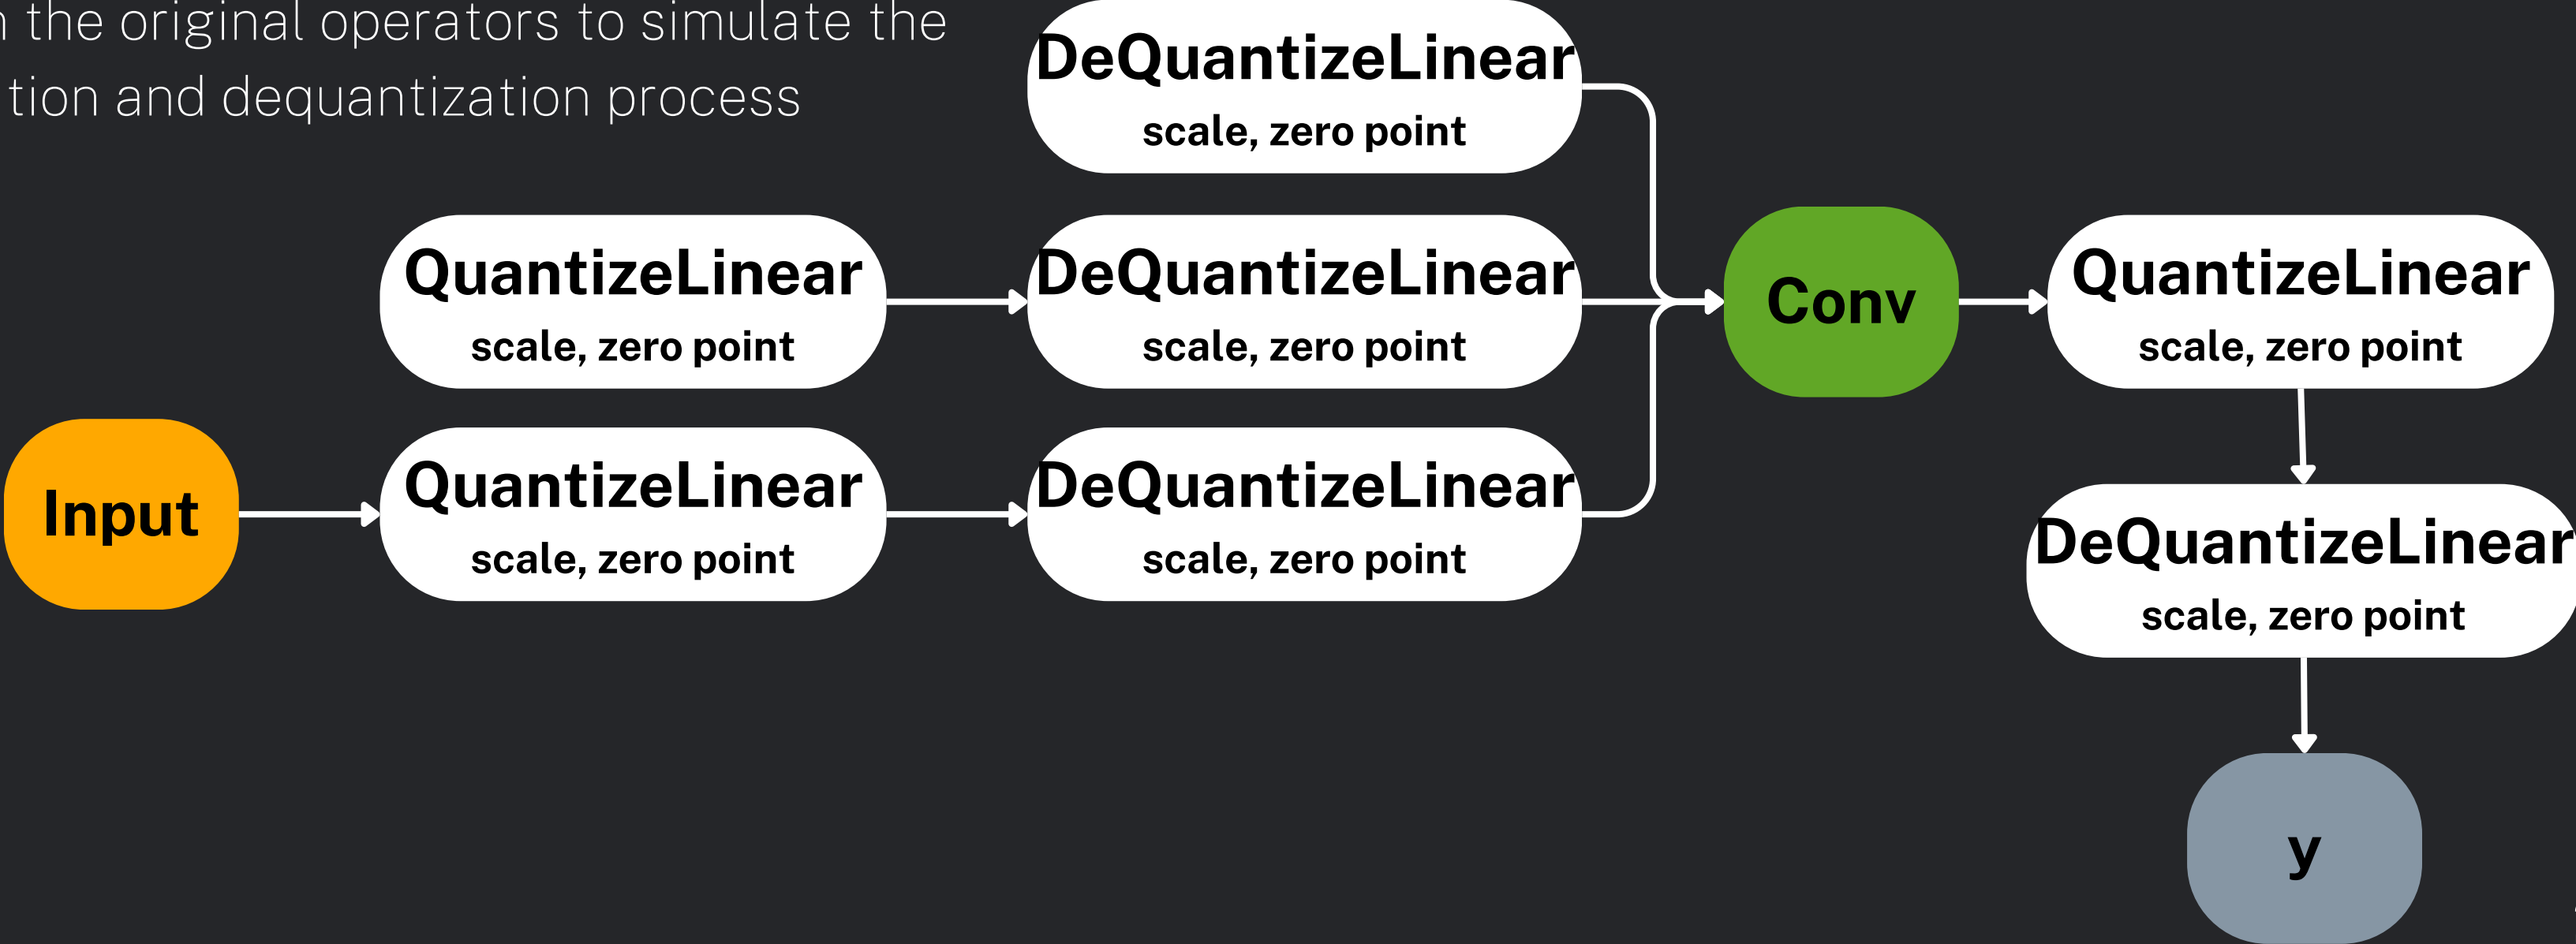 the original operators to simulate the
tion and dequantization process
DeQuantizeLinear
scale, zero point
QuantizeLinear
scale, zero point
DeQuantizeLinear
scale, zero point
Conv
QuantizeLinear
scale, zero point
Input
QuantizeLinear
scale, zero point
DeQuantizeLinear
scale, zero point
DeQuantizeLinear
scale, zero point
y